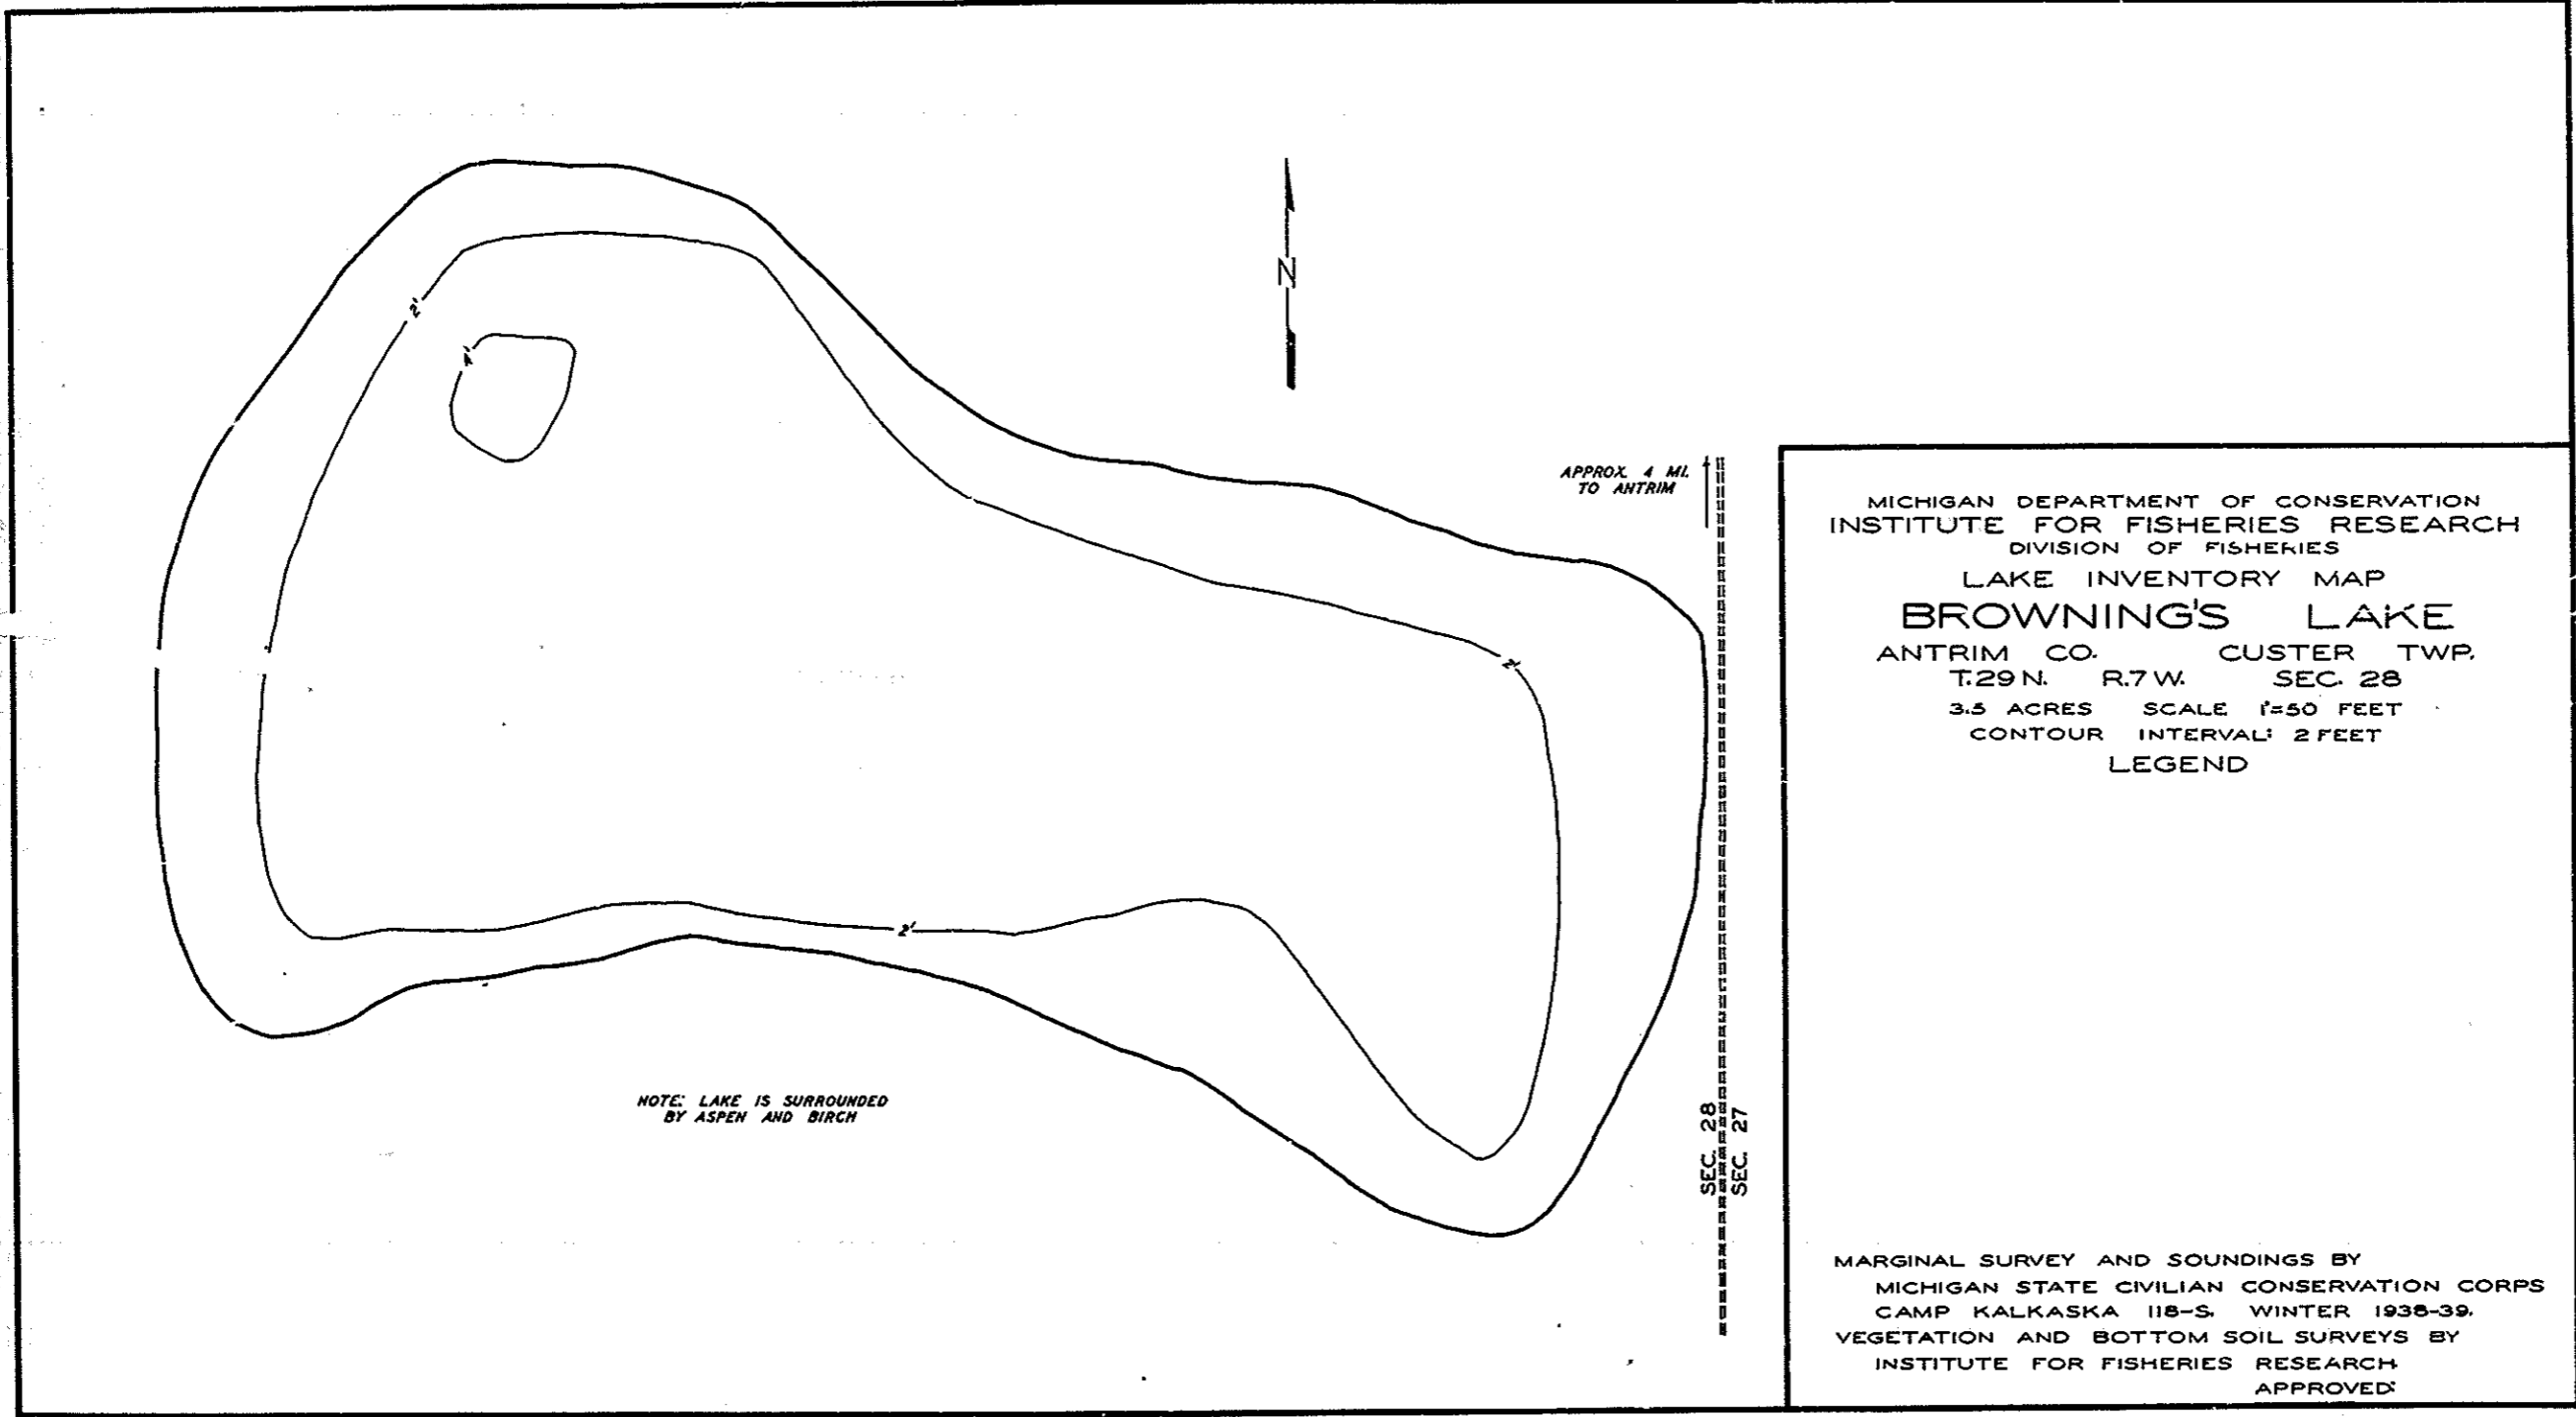 2'
4'
N
APPROX. 4 MI.
TO ANTRIM
2'
2'
NOTE: LAKE IS SURROUNDED
BY ASPEN AND BIRCH
SEC. 28
SEC. 27
MICHIGAN DEPARTMENT OF CONSERVATION
INSTITUTE FOR FISHERIES RESEARCH
DIVISION OF FISHERIES
LAKE INVENTORY MAP
BROWNING'S LAKE
ANTRIM CO. CUSTER TWP.
T.29 N. R.7 W. SEC. 28
3.5 ACRES SCALE 1"=50 FEET
CONTOUR INTERVAL: 2 FEET
LEGEND
MARGINAL SURVEY AND SOUNDINGS BY
MICHIGAN STATE CIVILIAN CONSERVATION CORPS
CAMP KALKASKA 118-S. WINTER 1938-39.
VEGETATION AND BOTTOM SOIL SURVEYS BY
INSTITUTE FOR FISHERIES RESEARCH
APPROVED: